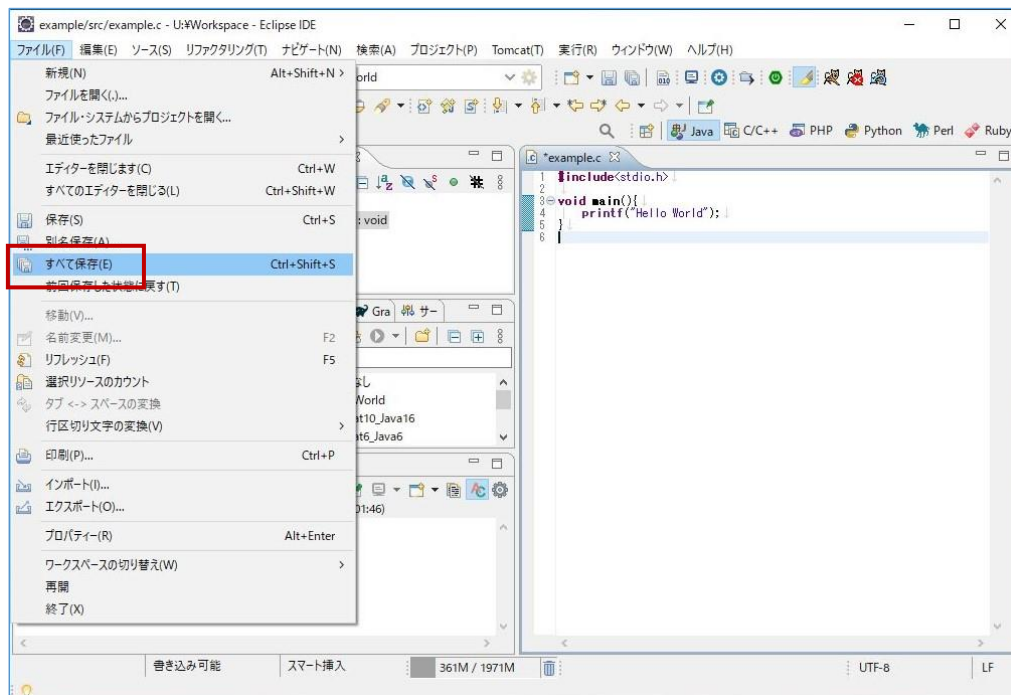 example/src/example.c - U:¥Workspace - Eclipse IDE
ファイル(F) 編集(E) ソース(S) リファクタリング(T) ナビゲート(N) 検索(A) プロジェクト(P) Tomcat(T) 実行(R) ウィンドウ(W) ヘルプ(H)
新規(N) Alt+Shift+N >
ファイルを開く(.)...
ファイル・システムからプロジェクトを開く...
最近使ったファイル >
エディターを閉じます(C) Ctrl+W
すべてのエディターを閉じる(L) Ctrl+Shift+W
保存(S) Ctrl+S
別名保存(A)...
すべて保存(E) Ctrl+Shift+S
前回保存した状態に戻す(T)
移動(V)...
名前変更(M)... F2
リフレッシュ(F) F5
選択リソースのカウント
タブ <-> スペースの変換
行区切り文字の変換(V) >
印刷(P)... Ctrl+P
インポート(I)...
エクスポート(O)...
プロパティー(R) Alt+Enter
ワークスペースの切り替え(W) >
再開
終了(X)
orld
Java C/C++ PHP Python Perl Ruby
: void
Gra サー
なし
World
at10_Java16
at6_Java6
01:46)
*example.c
1 #include<stdio.h>
2
3 void main(){
4 printf("Hello World");
5 }
6
書き込み可能 スマート挿入 361M / 1971M UTF-8 LF